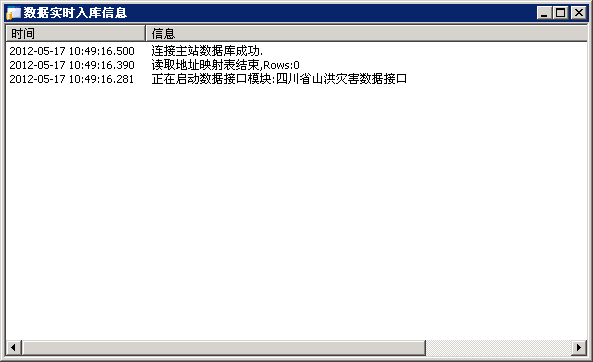 数据实时入库信息
时间 信息
2012-05-17 10:49:16.500 连接主站数据库成功.
2012-05-17 10:49:16.390 读取地址映射表结束,Rows:0
2012-05-17 10:49:16.281 正在启动数据接口模块:四川省山洪灾害数据接口